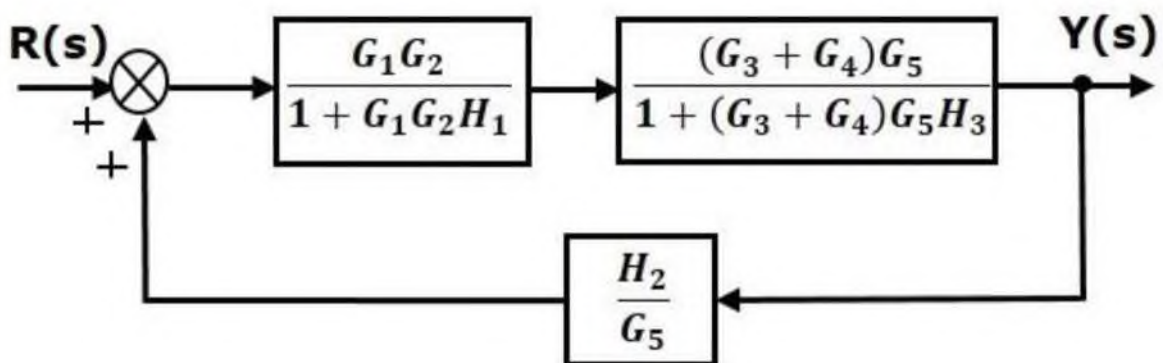 R(s)
+
+
G₁G₂
1 + G₁G₂H₁
(G₃ + G₄)G₅
1 + (G₃ + G₄)G₅H₃
Y(s)
H₂
G₅